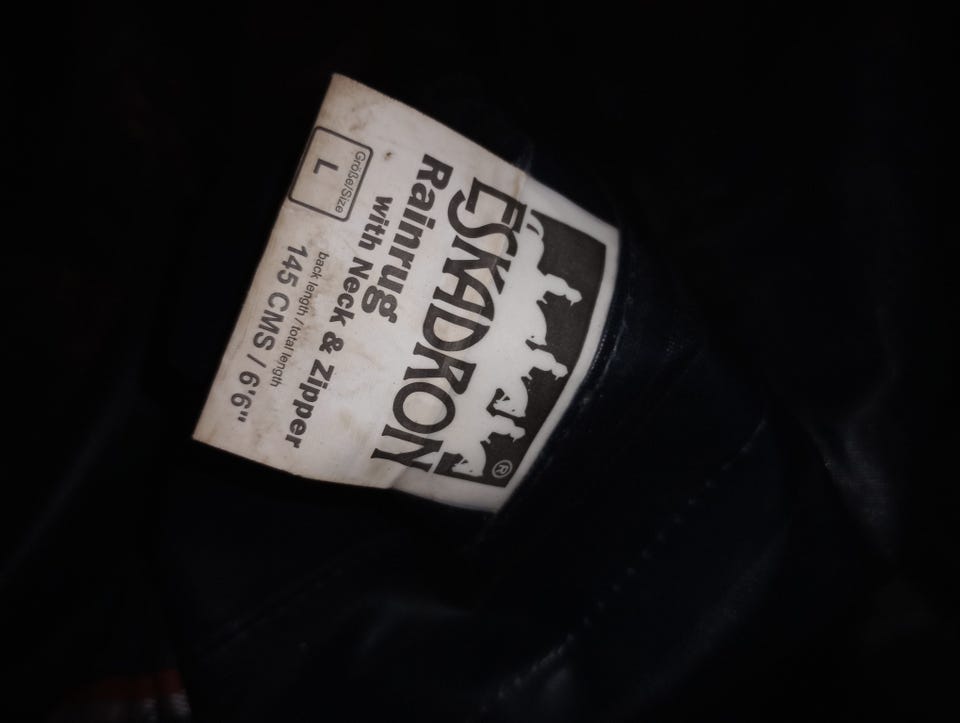 ®
ESKADRON
Rainrug
with Neck & Zipper
Größe/Size
L
back length / total length
145 CMS / 6'6"